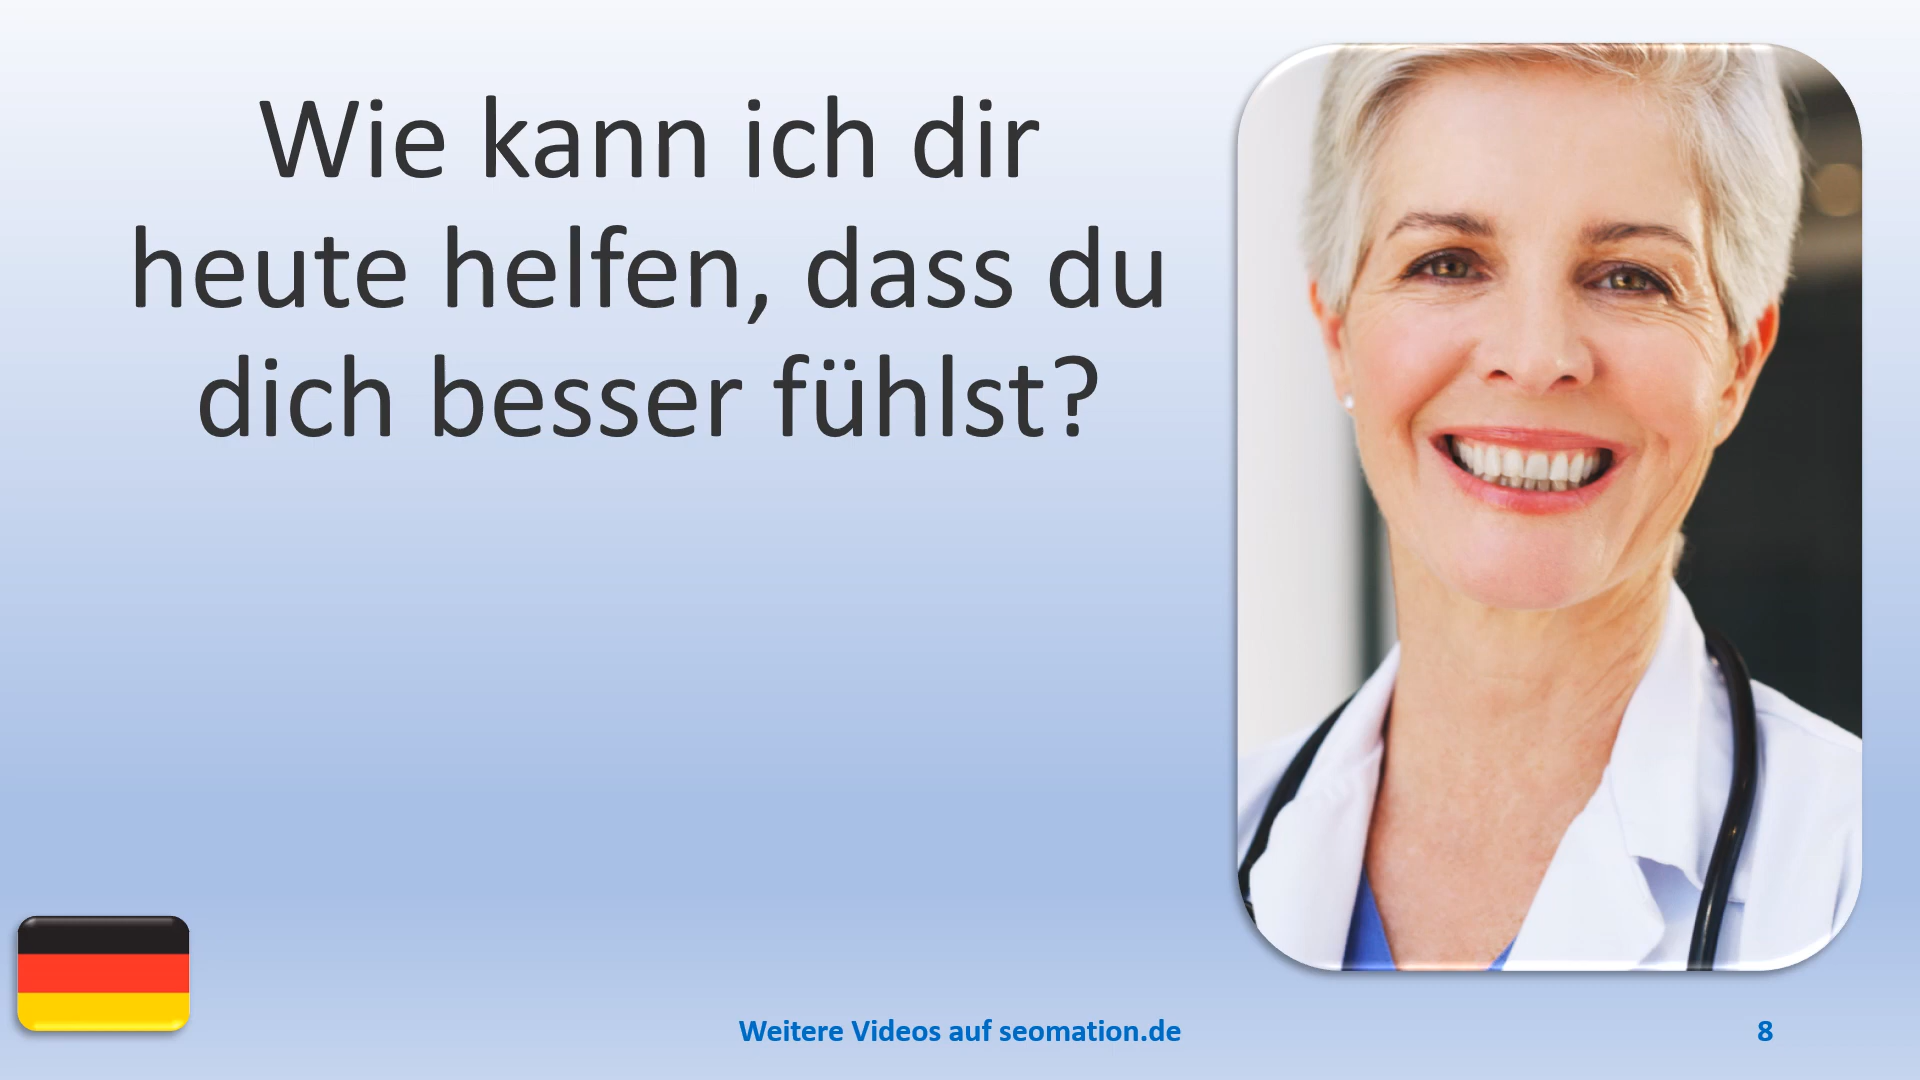 Wie kann ich dir
heute helfen, dass du
dich besser fühlst?
Weitere Videos auf seomation.de
8